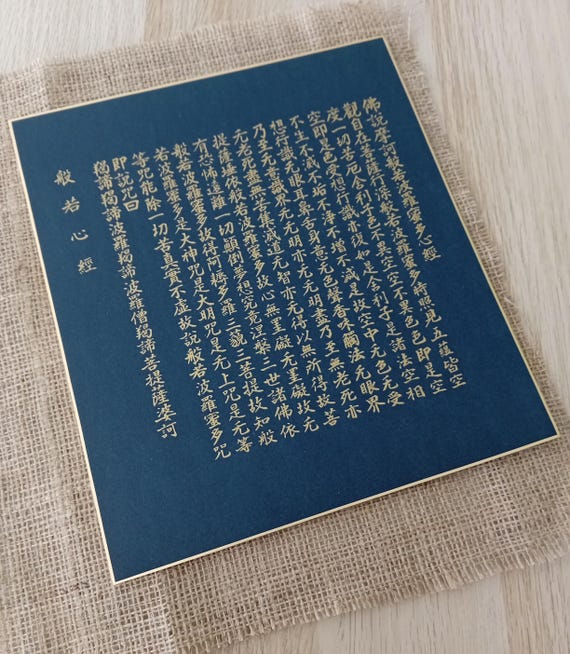 佛說摩訶般若波羅蜜多心經
觀自在菩薩行深般若波羅蜜多時照見五蘊皆空
度一切苦厄舍利子色不異空空不異色色即是空
空即是色受想行識亦復如是舍利子是諸法空相
不生不滅不垢不淨不增不減是故空中无色无受
想行識无眼耳鼻舌身意无色聲香味觸法无眼界
乃至无意識界无无明亦无无明盡乃至無老死亦
无老死盡無苦集滅道无智亦无得以無所得故菩
提薩埵依般若波羅蜜多故心無罣礙无罣礙故无
有恐怖遠離一切顛倒夢想究竟涅槃三世諸佛依
般若波羅蜜多故得阿耨多羅三藐三菩提故知般
若波羅蜜多是大神咒是大明咒是无上咒是无等
等咒能除一切苦真實不虛故說般若波羅蜜多咒
即說咒曰
羯諦羯諦波羅羯諦波羅僧羯諦菩提薩婆訶
般若心經